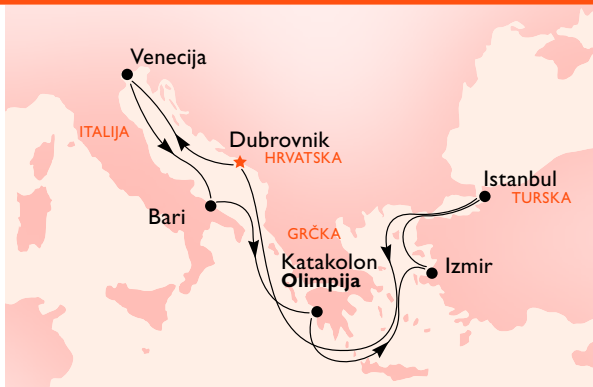 Venecija
ITALIJA
Dubrovnik
HRVATSKA
Istanbul
TURSKA
Bari
GRČKA
Katakolon
Olimpija
Izmir